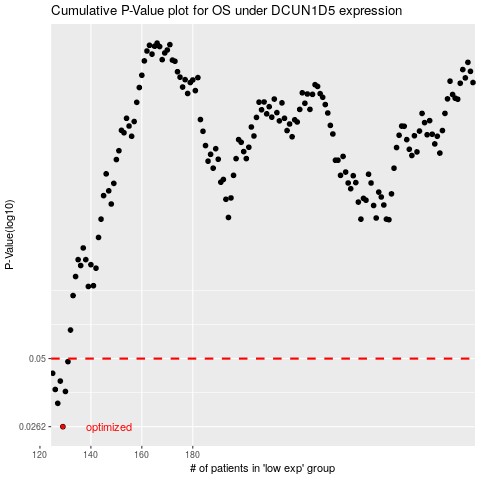 Cumulative P-Value plot for OS under DCUN1D5 expression
P-Value(log10)
0.05
0.0262
optimized
120 140 160 180
# of patients in 'low exp' group